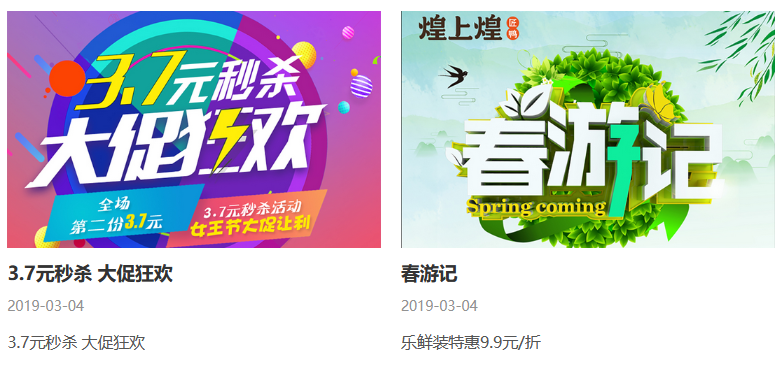 3.7元秒杀
大促狂欢
全场
第二份3.7元
3.7元秒杀活动
女王节大促让利
3.7元秒杀 大促狂欢
2019-03-04
3.7元秒杀 大促狂欢
煌上煌
匠鸭
春游记
Spring coming
春游记
2019-03-04
乐鲜装特惠9.9元/折